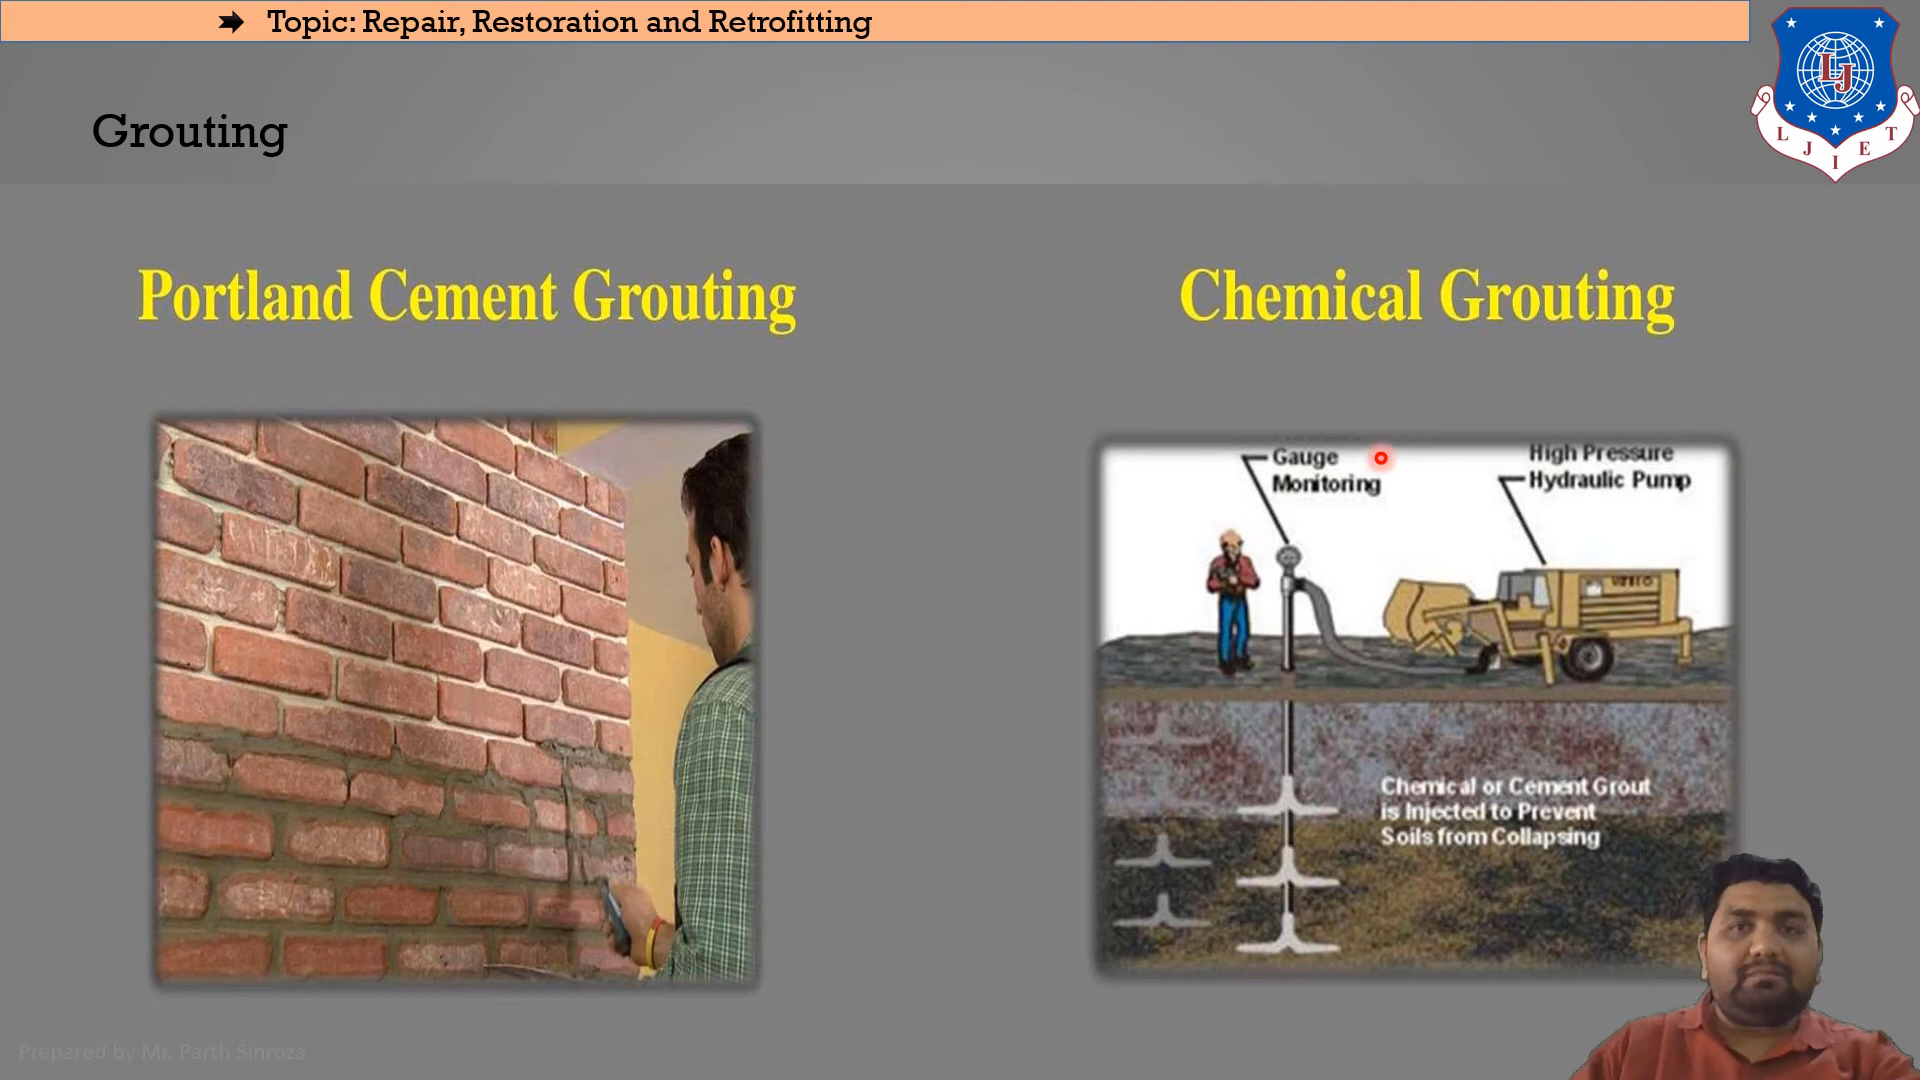 Topic: Repair, Restoration and Retrofitting
LJ
L J I E T
Grouting
Portland Cement Grouting
Chemical Grouting
Gauge
Monitoring
High Pressure
Hydraulic Pump
Chemical or Cement Grout
is Injected to Prevent
Soils from Collapsing
Prepared by Mr. Parth Sinroza